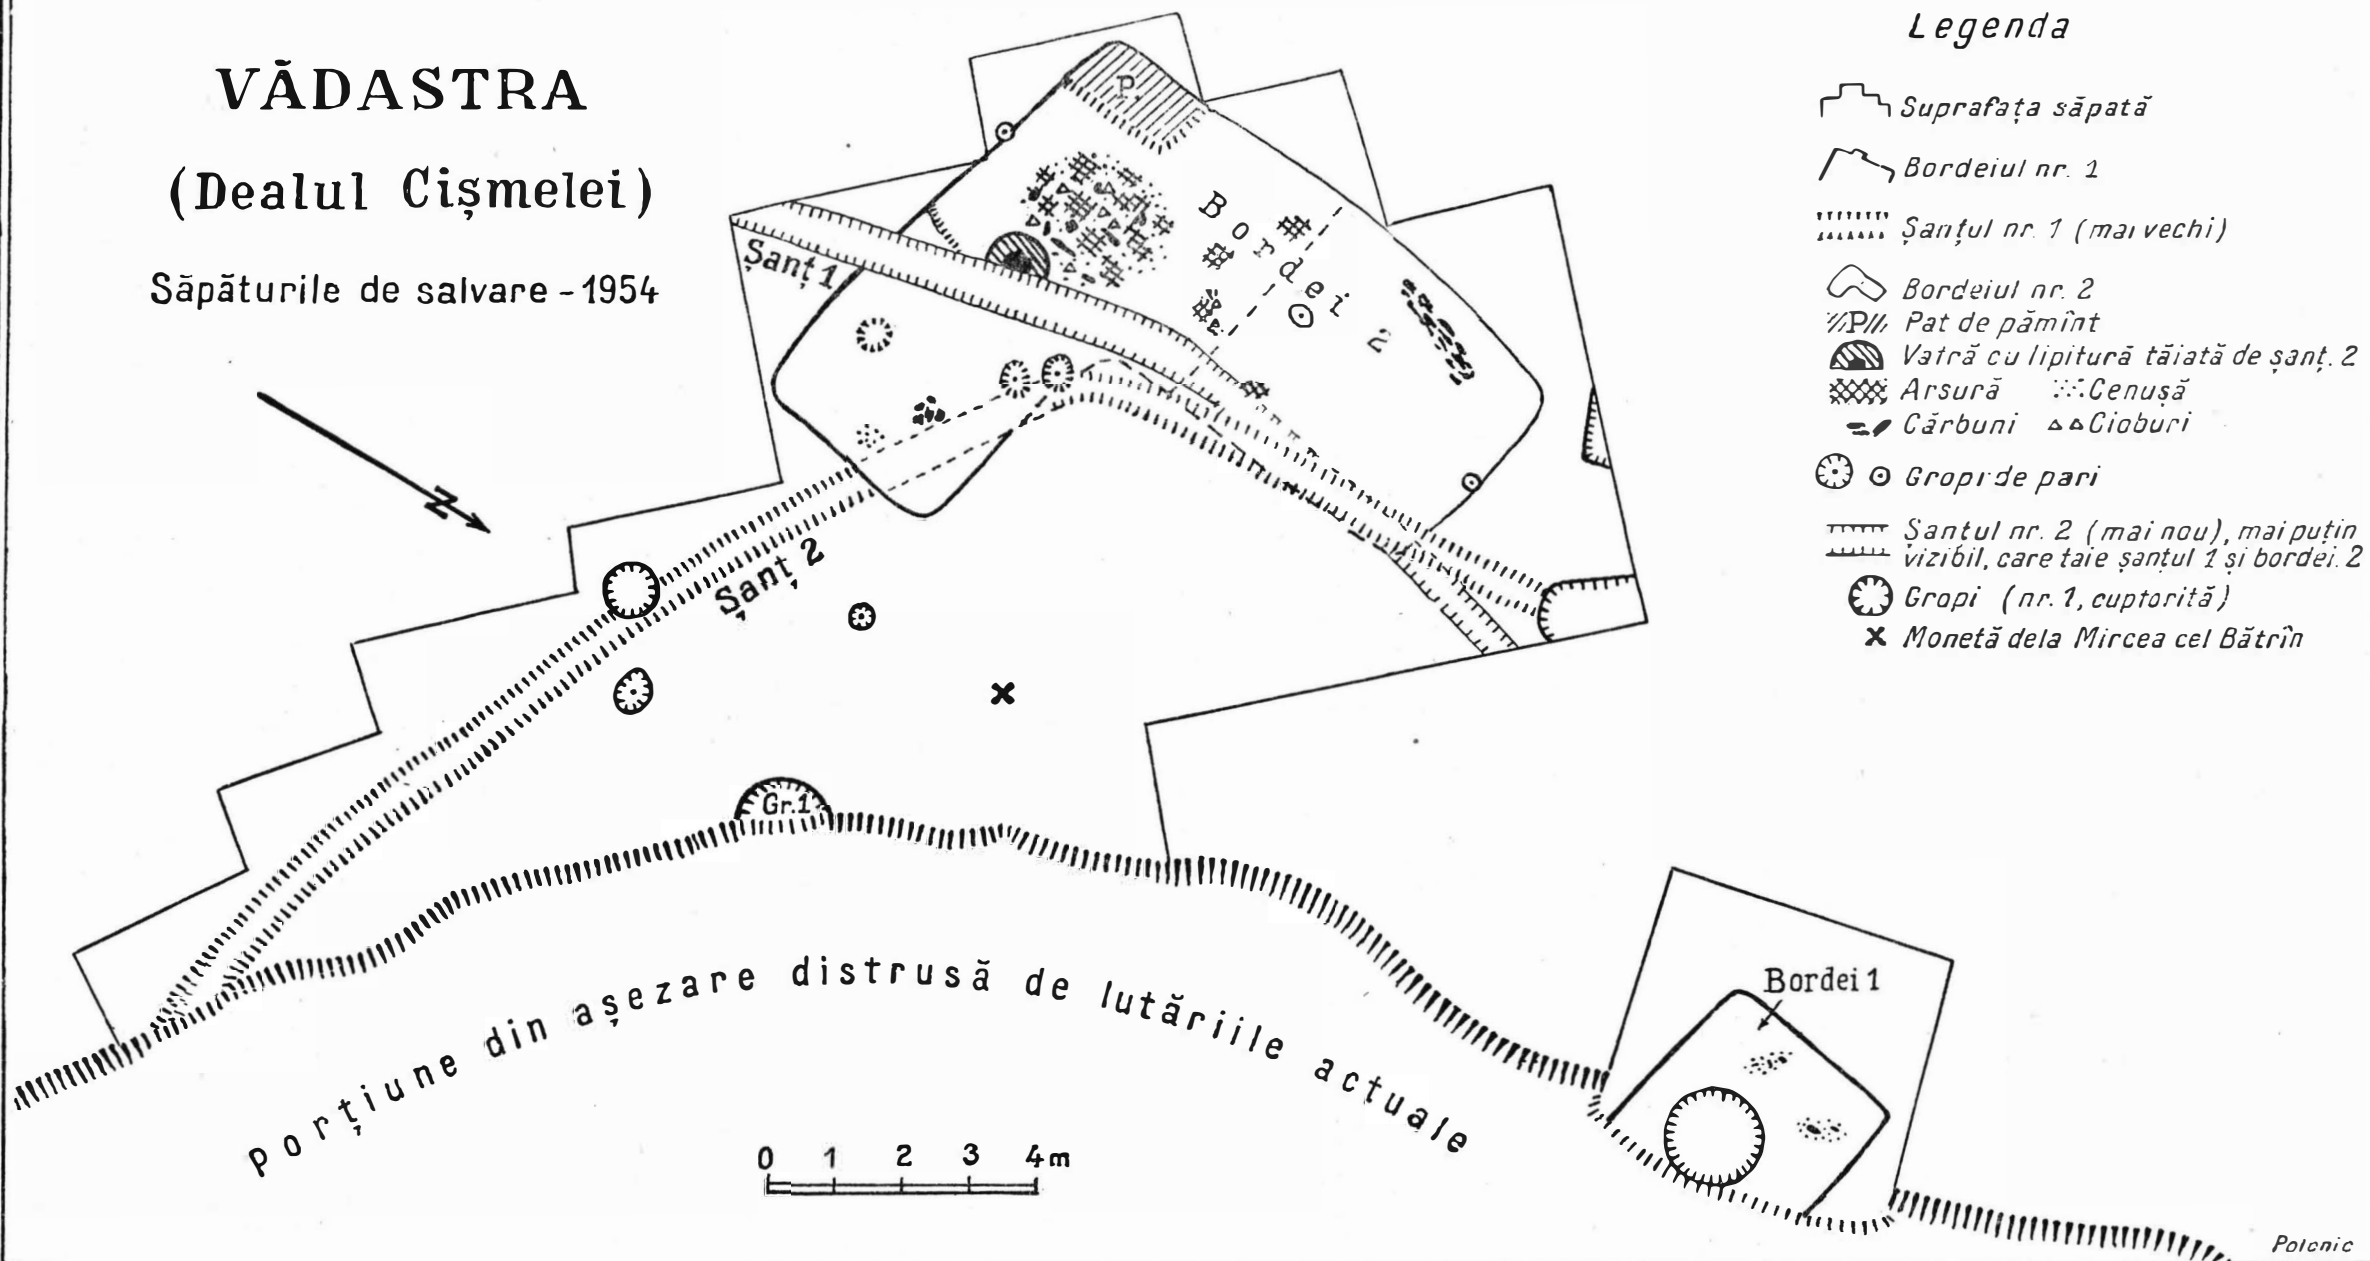 VĂDASTRA
(Dealul Cișmelei)
Săpăturile de salvare - 1954
N
P.
Bordei 2
Șanț 1
Șanț 2
Gr.1
Bordei 1
Porțiune din așezare distrusă de lutăriile actuale
0 1 2 3 4m
Legenda
Suprafața săpată
Bordeiul nr. 1
Șanțul nr. 1 (mai vechi)
Bordeiul nr. 2
P Pat de pămînt
Vatră cu lipitură tăiată de șanț. 2
Arsură Cenușă
Cărbuni Cioburi
Gropi de pari
Șantul nr. 2 (mai nou), mai puțin
vizibil, care taie șanțul 1 și bordei. 2
Gropi (nr. 1, cuptorită)
Monetă dela Mircea cel Bătrîn
Polonic